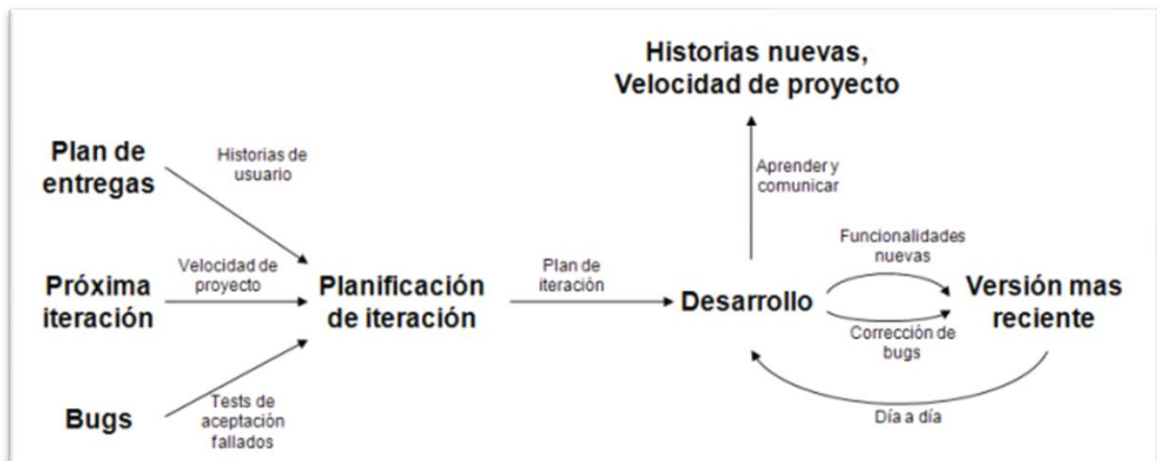 Historias nuevas,
Velocidad de proyecto
Plan de
entregas
Historias de
usuario
Aprender y
comunicar
Funcionalidades
nuevas
Próxima
iteración
Velocidad de
proyecto
Planificación
de iteración
Plan de
iteración
Desarrollo
Versión mas
reciente
Corrección de
bugs
Bugs
Tests de
aceptación
fallados
Día a día